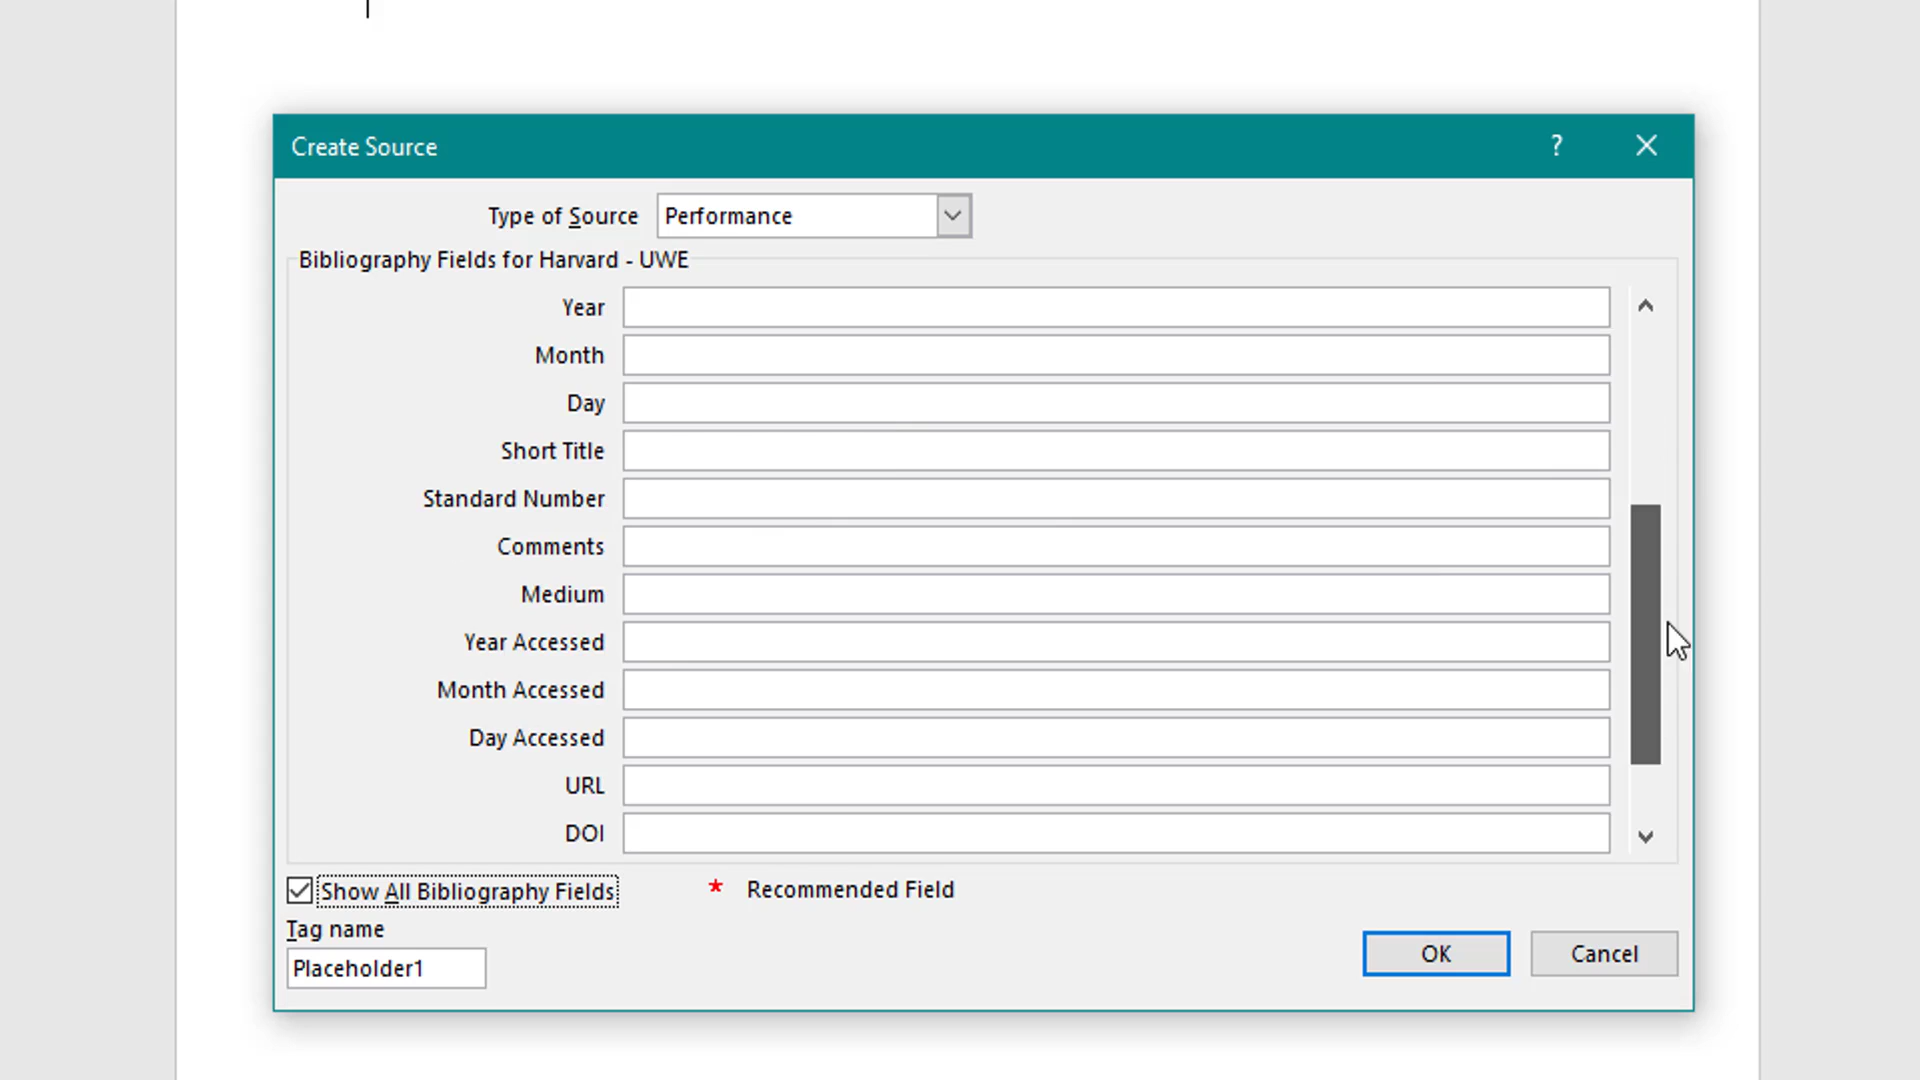 Create Source
?
Type of Source Performance
Bibliography Fields for Harvard - UWE
Year
Month
Day
Short Title
Standard Number
Comments
Medium
Year Accessed
Month Accessed
Day Accessed
URL
DOI
Show All Bibliography Fields * Recommended Field
Tag name
Placeholder1
OK Cancel